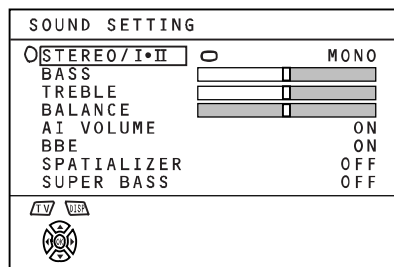 SOUND SETTING
STEREO/I•II MONO
BASS
TREBLE
BALANCE
AI VOLUME ON
BBE ON
SPATIALIZER OFF
SUPER BASS OFF
TV DISP
OK